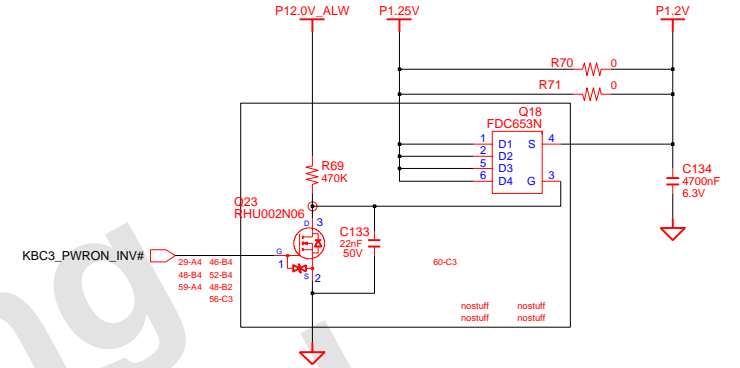 P12.0V_ALW P1.25V P1.2V
R70 0
R71 0
Q18
FDC653N
1 D1 S 4
2 D2
5 D3
6 D4 G 3
R69
470K
C134
4700nF
6.3V
Q23
RHU002N06
D 3
C133
22nF
50V
G
1
S 2
KBC3_PWRON_INV#
29-A4 46-B4
48-B4 52-B4
59-A4 48-B2
56-C3
60-C3
nostuff nostuff
nostuff nostuff
ng